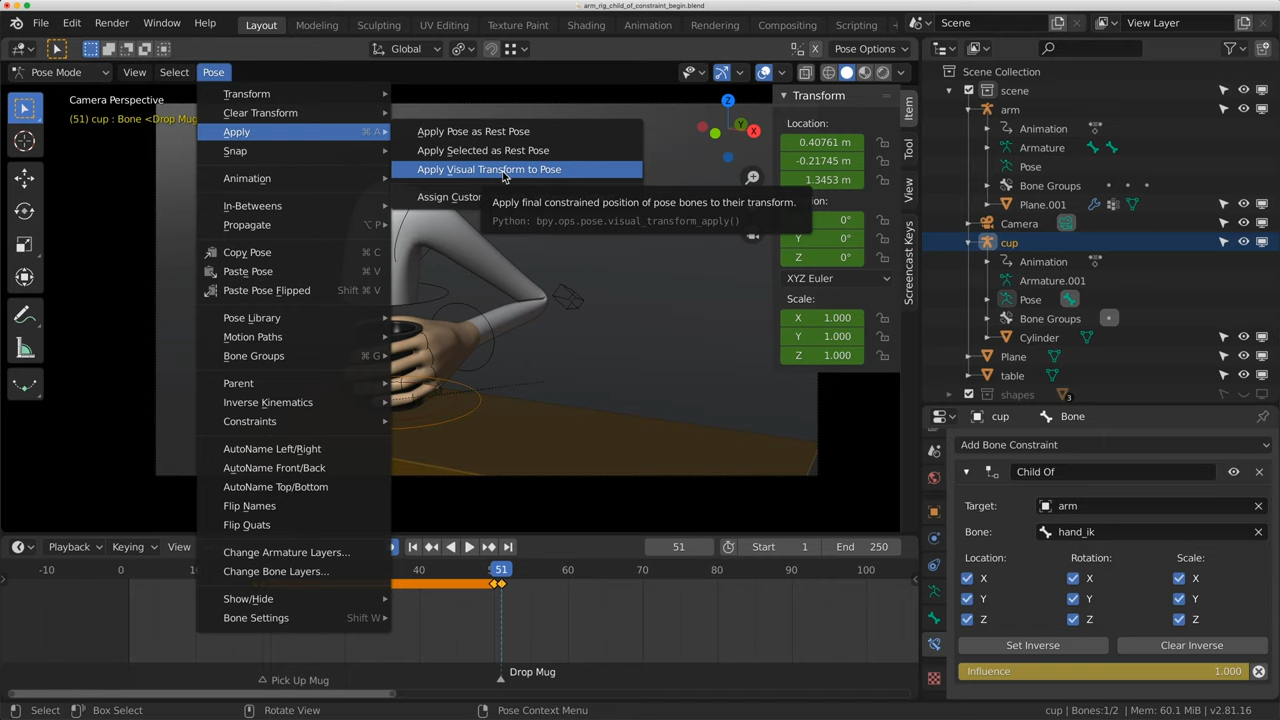 arm_rig_child_of_constraint_begin.blend
File Edit Render Window Help
Layout Modeling Sculpting UV Editing Texture Paint Shading Animation Rendering Compositing Scripting
Scene
View Layer
Global
X
Pose Options
Pose Mode View Select Pose
Camera Perspective
(51) cup : Bone <Drop Mug
Transform
Clear Transform
Apply ⌘ A
Snap
Animation
In-Betweens
Propagate ⌥ P
Copy Pose ⌘ C
Paste Pose ⌘ V
Paste Pose Flipped Shift ⌘ V
Pose Library
Motion Paths
Bone Groups ⌘ G
Parent
Inverse Kinematics
Constraints
AutoName Left/Right
AutoName Front/Back
AutoName Top/Bottom
Flip Names
Flip Quats
Change Armature Layers...
Change Bone Layers...
Show/Hide
Bone Settings Shift W
Apply Pose as Rest Pose
Apply Selected as Rest Pose
Apply Visual Transform to Pose
Assign Custo
Apply final constrained position of pose bones to their transform.
Python: bpy.ops.pose.visual_transform_apply()
Z
Y
X
Transform
Location:
0.40761 m
-0.21745 m
1.3453 m
0°
Y 0°
Z 0°
XYZ Euler
Scale:
X 1.000
Y 1.000
Z 1.000
Item
Tool
View
Screencast Keys
Scene Collection
scene
arm
Animation
Armature
Pose
Bone Groups
Plane.001
Camera
cup
Animation
Armature.001
Pose
Bone Groups
Cylinder
Plane
table
shapes 3
cup Bone
Add Bone Constraint
Child Of
Target: arm
Bone: hand_ik
Location: Rotation: Scale:
X X X
Y Y Y
Z Z Z
Set Inverse Clear Inverse
Influence 1.000
Playback Keying View
51
Start 1 End 250
-10 0 40 51 60 70 80 90 100
Pick Up Mug
Drop Mug
Select Box Select Rotate View Pose Context Menu
cup | Bones:1/2 | Mem: 60.1 MiB | v2.81.16